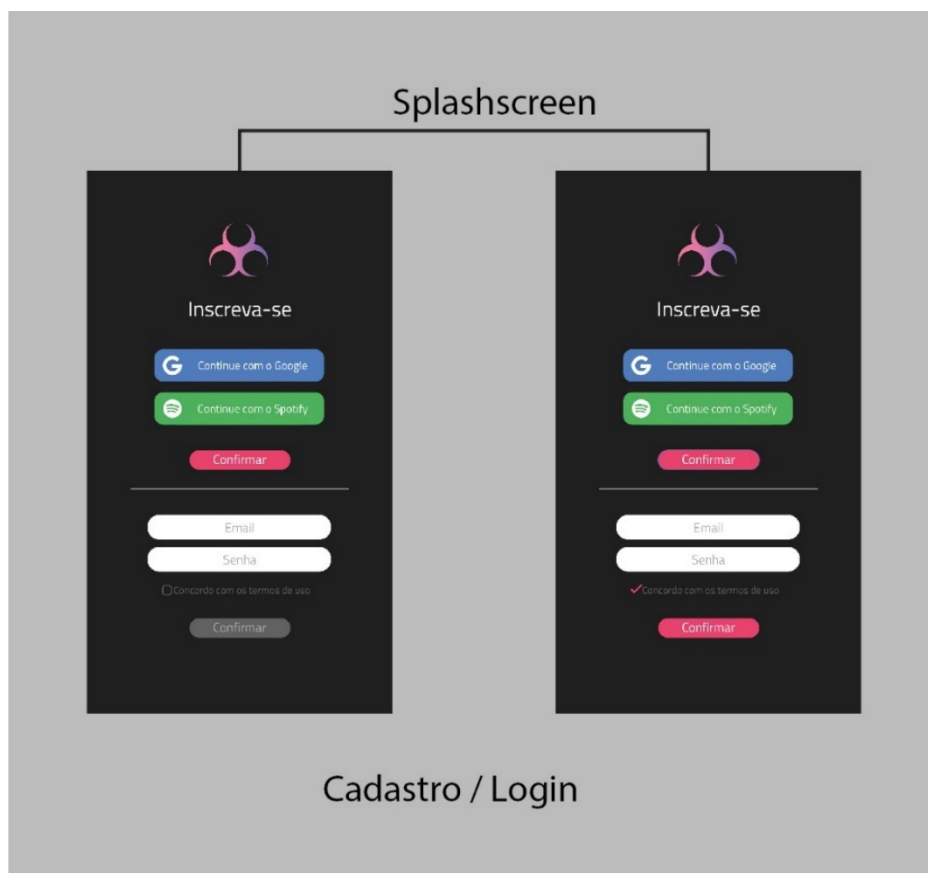 Splashscreen
Inscreva-se
Continue com o Google
Continue com o Spotify
Confirmar
Email
Senha
Concordo com os termos de uso
Confirmar
Inscreva-se
Continue com o Google
Continue com o Spotify
Confirmar
Email
Senha
Concordo com os termos de uso
Confirmar
Cadastro / Login